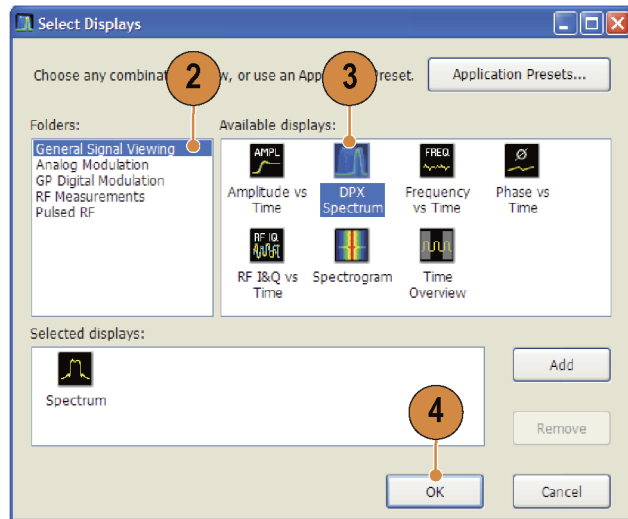 Select Displays
2
3
Choose any combinat w, or use an App reset.
Application Presets...
Folders:
Available displays:
General Signal Viewing
Analog Modulation
GP Digital Modulation
RF Measurements
Pulsed RF
AMPL
FREQ
Ø
Amplitude vs
Time
DPX
Spectrum
Frequency
vs Time
Phase vs
Time
RF IQ
RF I&Q vs
Time
Spectrogram
Time
Overview
Selected displays:
Spectrum
Add
Remove
4
OK
Cancel